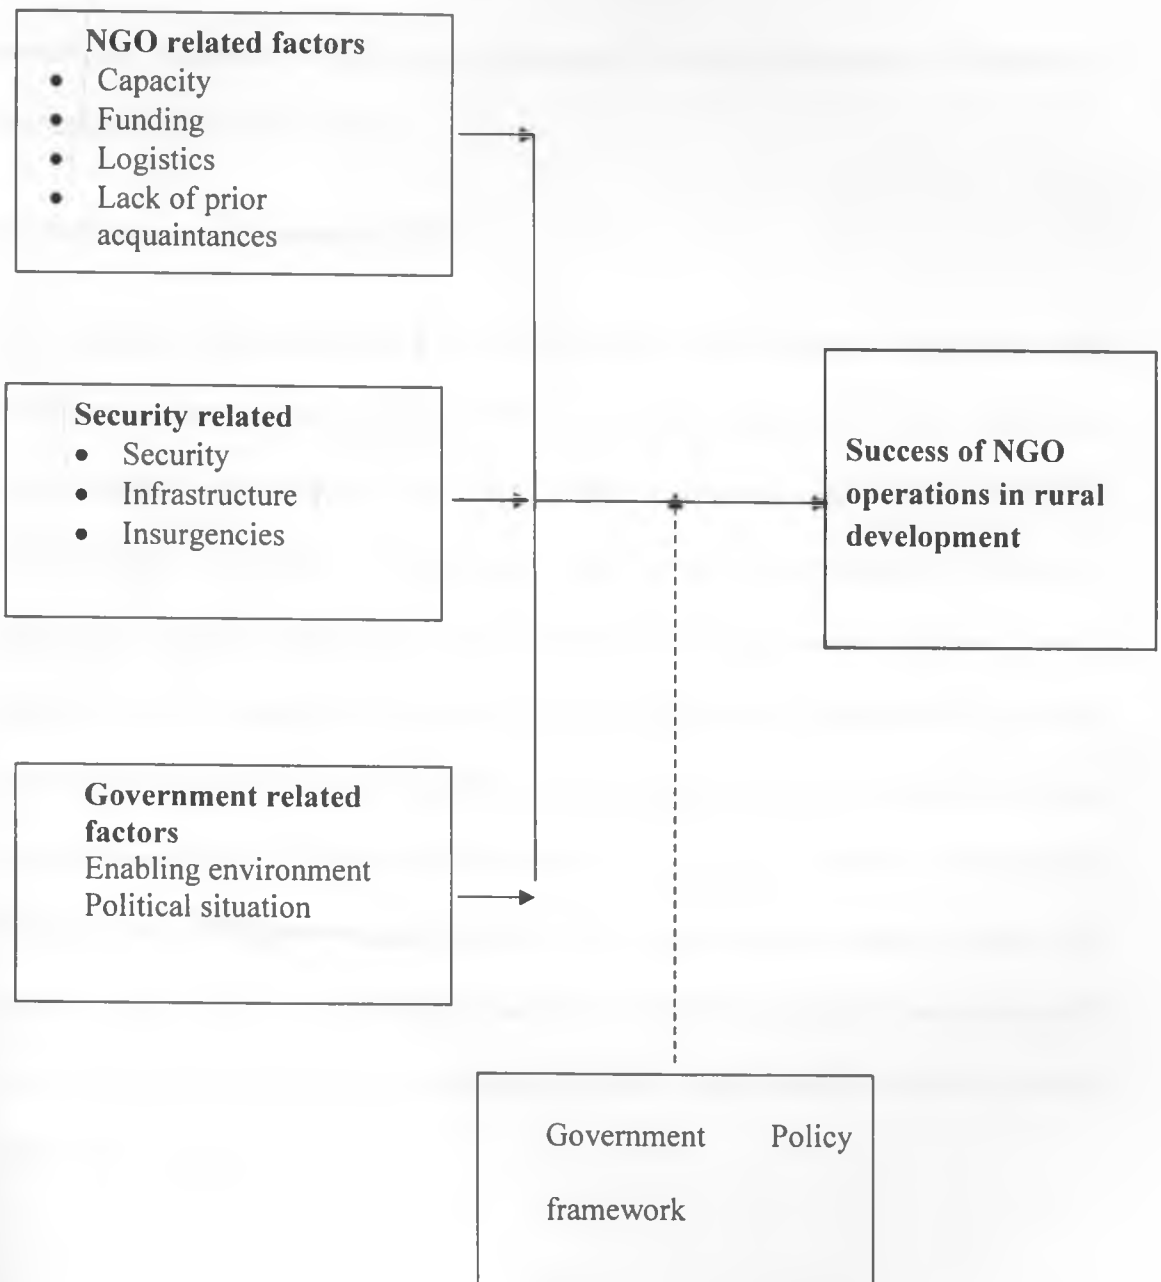 NGO related factors
• Capacity
• Funding
• Logistics
• Lack of prior
acquaintances
Security related
• Security
• Infrastructure
• Insurgencies
Success of NGO
operations in rural
development
Government related
factors
Enabling environment
Political situation
Government Policy
framework